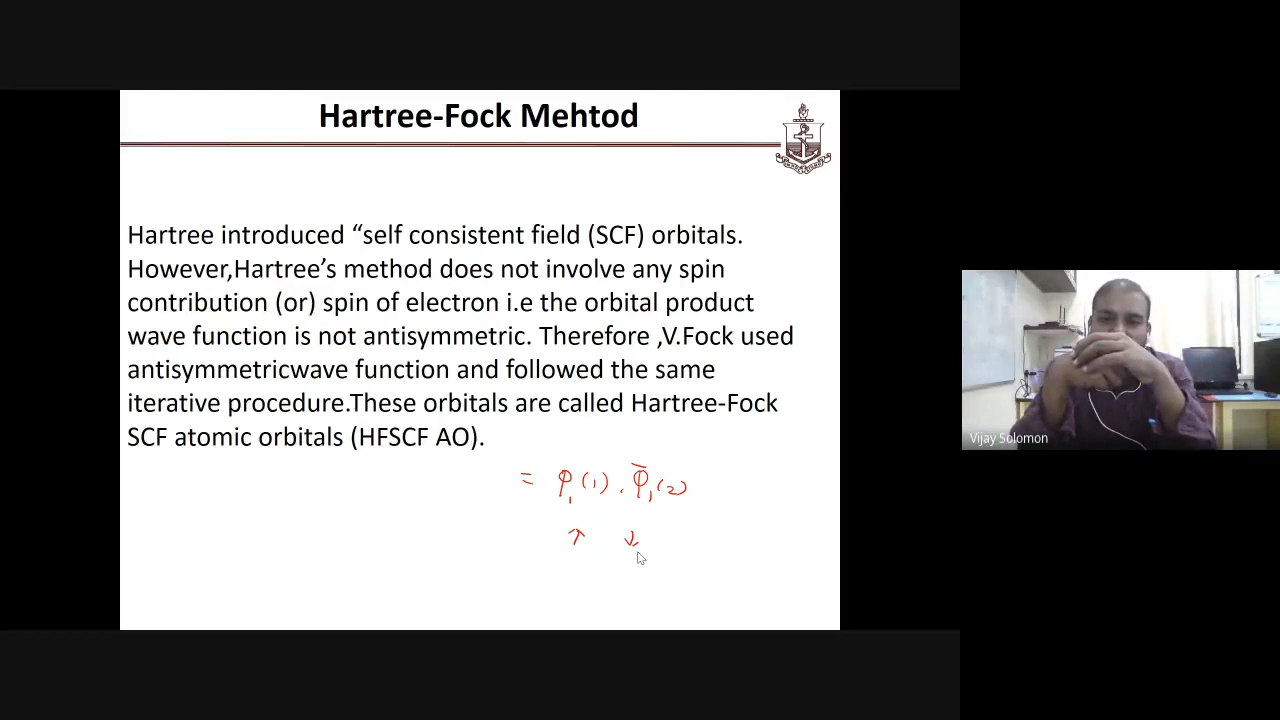 Hartree-Fock Mehtod
Hartree introduced “self consistent field (SCF) orbitals.
However,Hartree’s method does not involve any spin
contribution (or) spin of electron i.e the orbital product
wave function is not antisymmetric. Therefore ,V.Fock used
antisymmetricwave function and followed the same
iterative procedure.These orbitals are called Hartree-Fock
SCF atomic orbitals (HFSCF AO).
= φ₁(1) . φ̅₁(2)
↑ ↓
Vijay Solomon